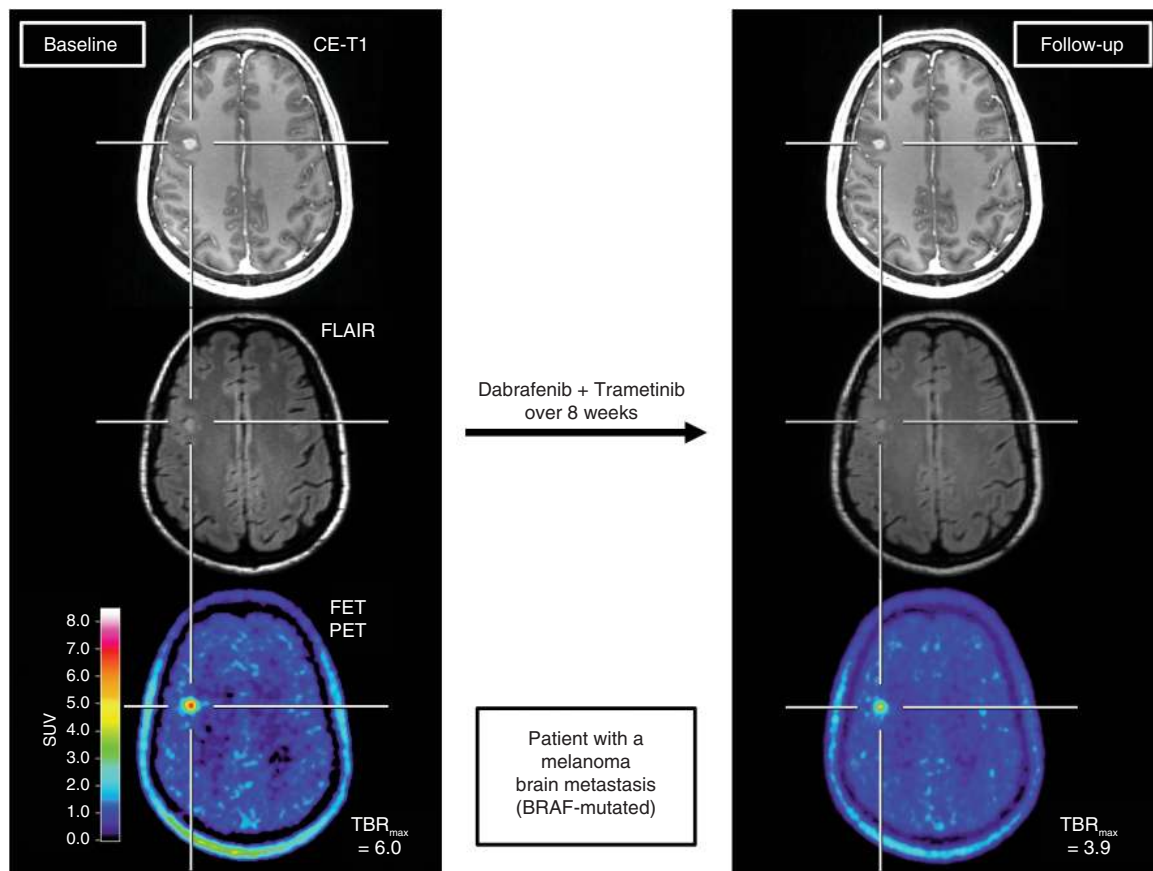 Baseline
CE-T1
Follow-up
FLAIR
Dabrafenib + Trametinib
over 8 weeks
FET
PET
8.0
7.0
6.0
5.0
4.0
3.0
2.0
1.0
0.0
SUV
TBRmax
= 6.0
Patient with a
melanoma
brain metastasis
(BRAF-mutated)
TBRmax
= 3.9